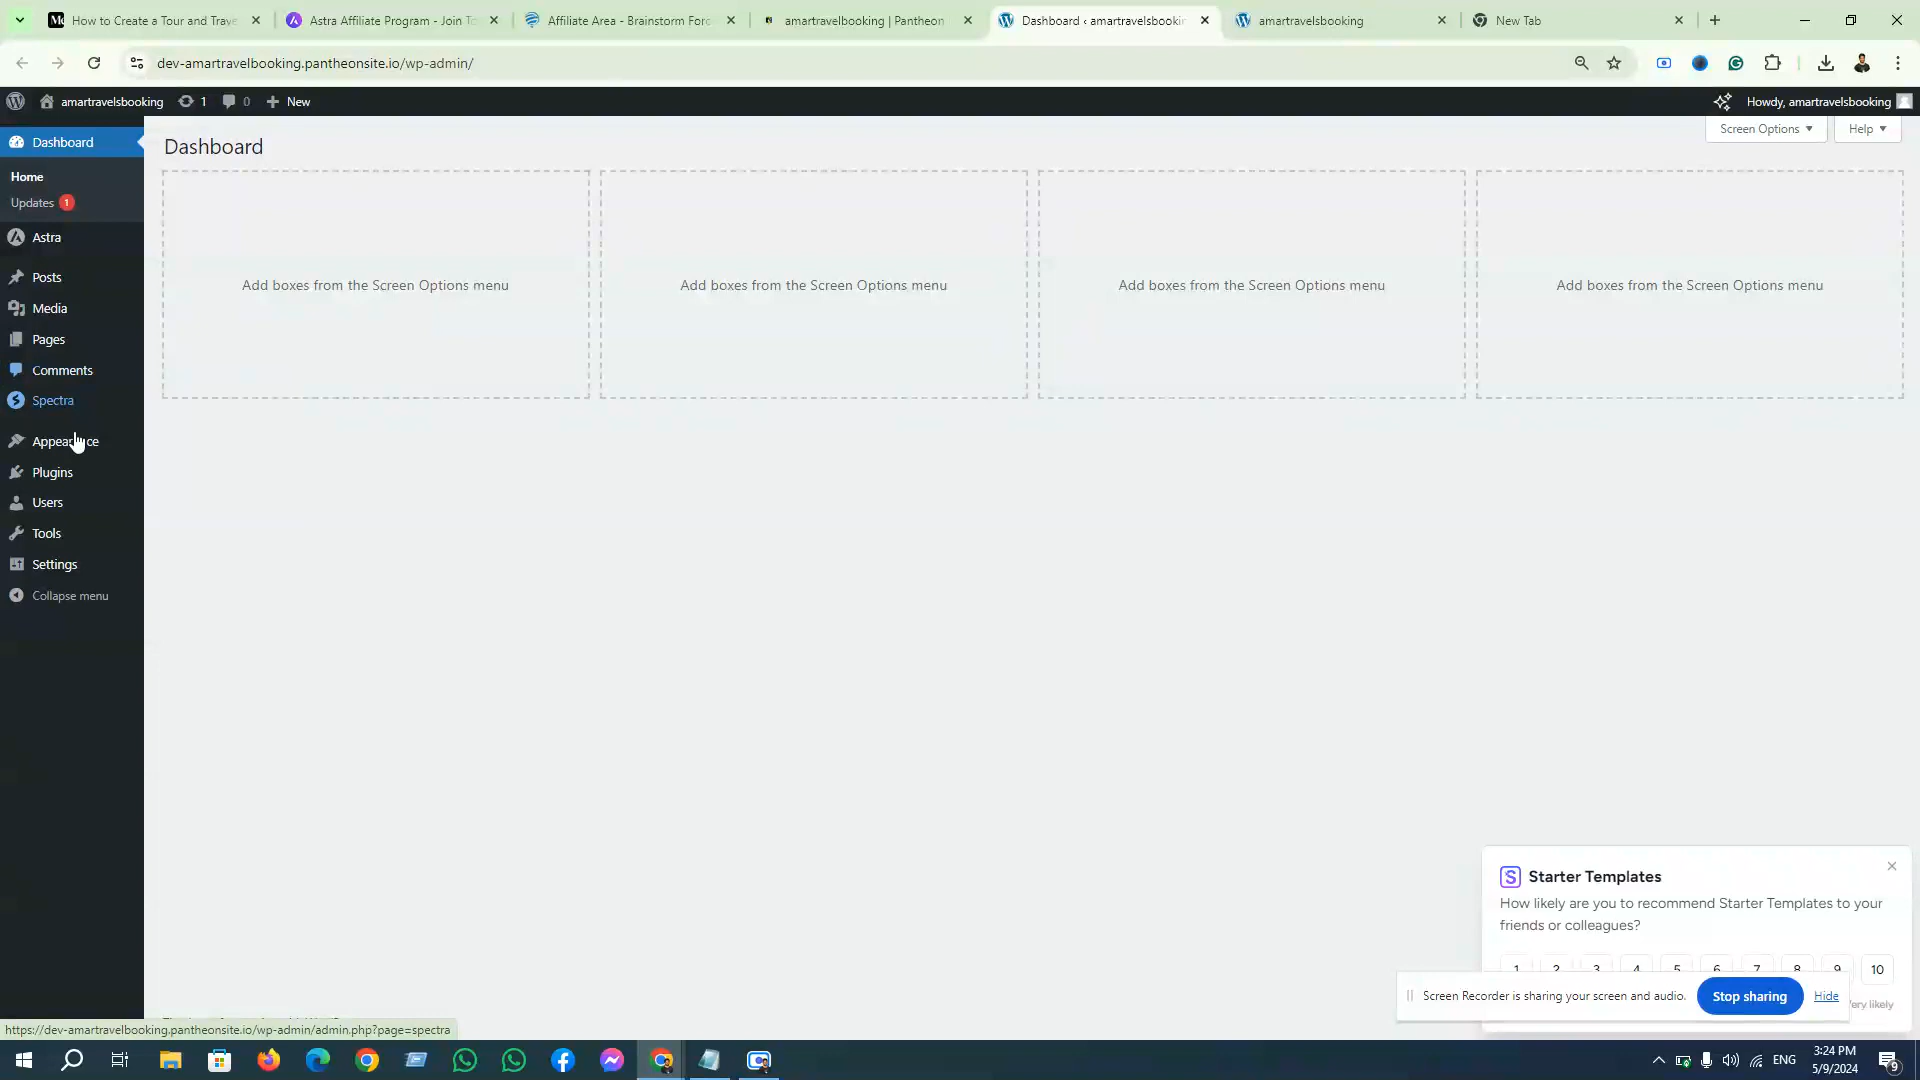 How to Create a Tour and Trave
Astra Affiliate Program - Join To
Affiliate Area - Brainstorm Forc
amartravelbooking | Pantheon
Dashboard ‹ amartravelsbookin
amartravelsbooking
New Tab
dev-amartravelbooking.pantheonsite.io/wp-admin/
amartravelsbooking
1
0
New
Howdy, amartravelsbooking
Dashboard
Home
Updates 1
Astra
Posts
Media
Pages
Comments
Spectra
Appearance
Plugins
Users
Tools
Settings
Collapse menu
Dashboard
Screen Options
Help
Add boxes from the Screen Options menu
Add boxes from the Screen Options menu
Add boxes from the Screen Options menu
Add boxes from the Screen Options menu
Starter Templates
How likely are you to recommend Starter Templates to your
friends or colleagues?
1 2 3 4 5 6 7 8 9 10
Very likely
Screen Recorder is sharing your screen and audio.
Stop sharing
Hide
https://dev-amartravelbooking.pantheonsite.io/wp-admin/admin.php?page=spectra
ENG
3:24 PM
5/9/2024
9